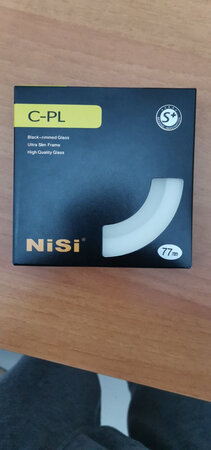 C-PL
S+
Black-rimmed Glass
Ultra Slim Frame
High Quality Glass
NiSi®
77mm